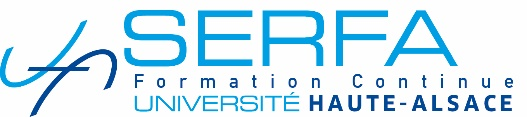 SERFA
Formation Continue
UNIVERSITÉ HAUTE-ALSACE